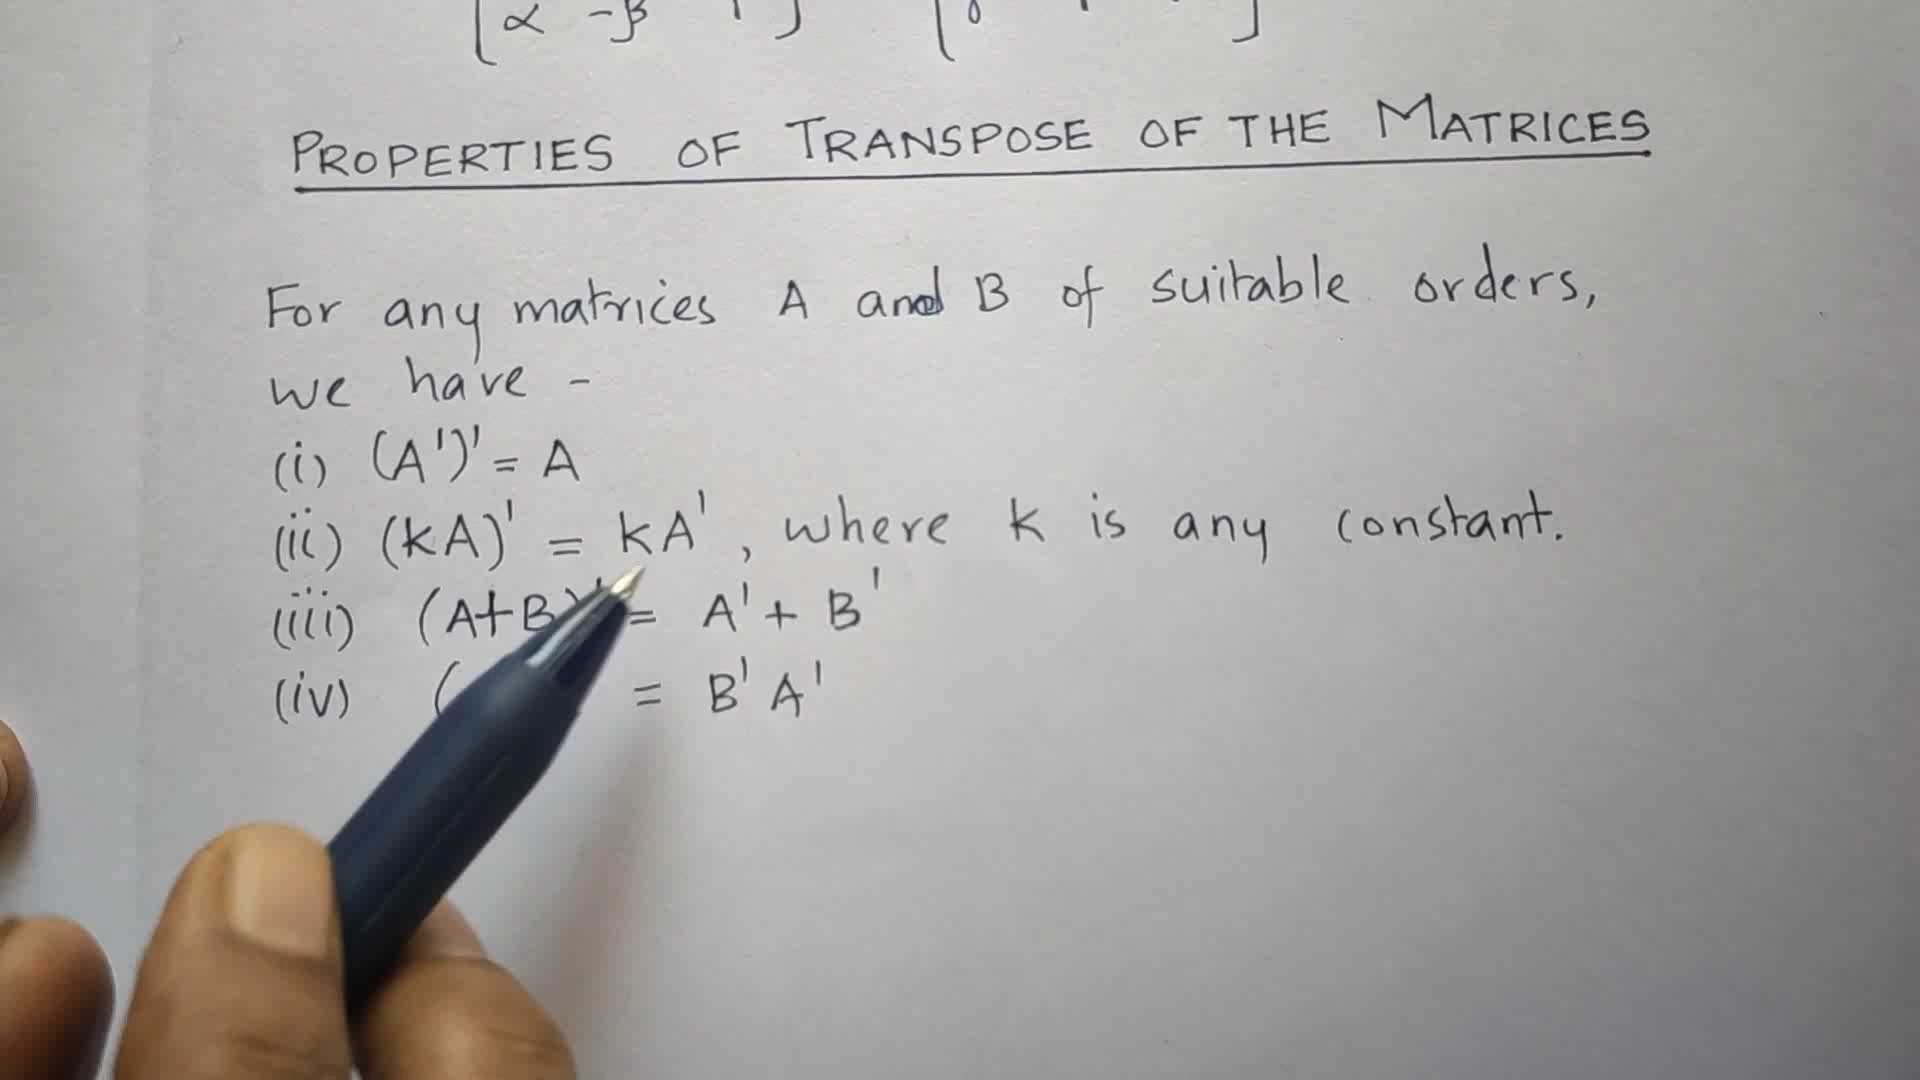 α -β
PROPERTIES OF TRANSPOSE OF THE MATRICES
For any matrices A and B of suitable orders,
we have -
(i) (A')' = A
(ii) (kA)' = kA', where k is any constant.
(iii) (A+B)' = A' + B'
(iv) ( = B' A'